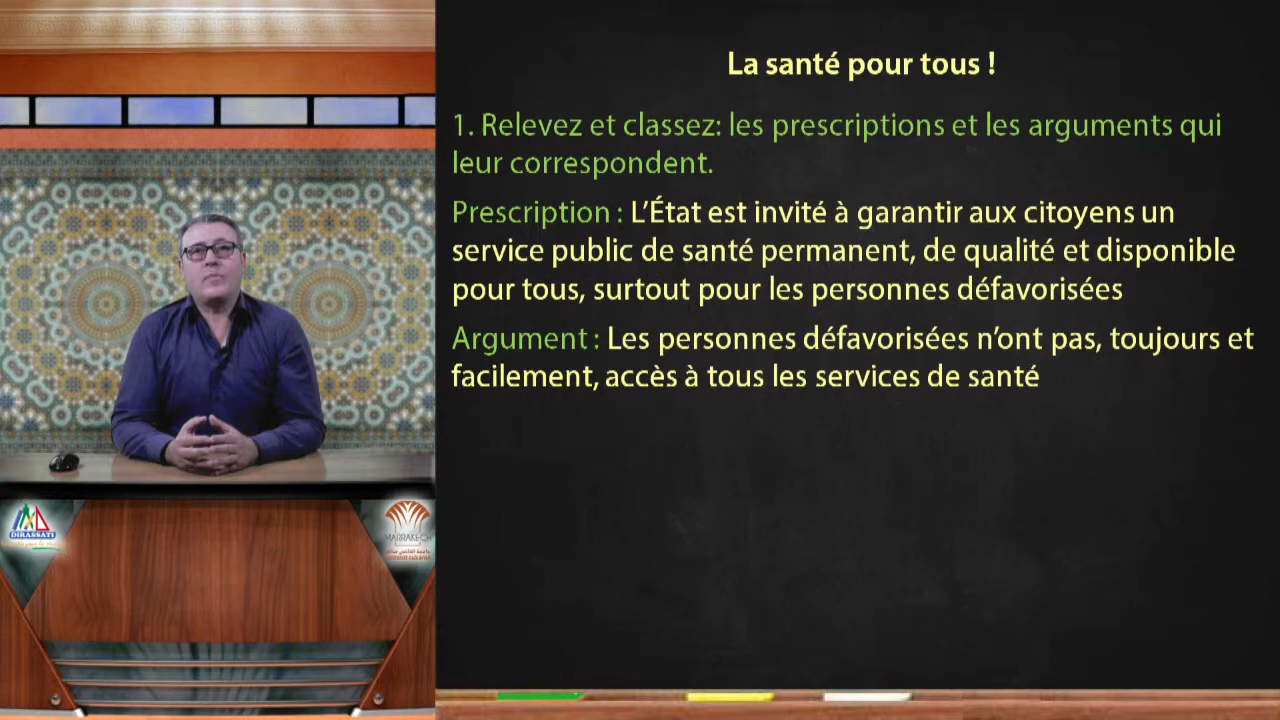 La santé pour tous !
1. Relevez et classez: les prescriptions et les arguments qui
leur correspondent.
Prescription : L’État est invité à garantir aux citoyens un
service public de santé permanent, de qualité et disponible
pour tous, surtout pour les personnes défavorisées
Argument : Les personnes défavorisées n’ont pas, toujours et
facilement, accès à tous les services de santé
DIRASSATI
MARRAKECH